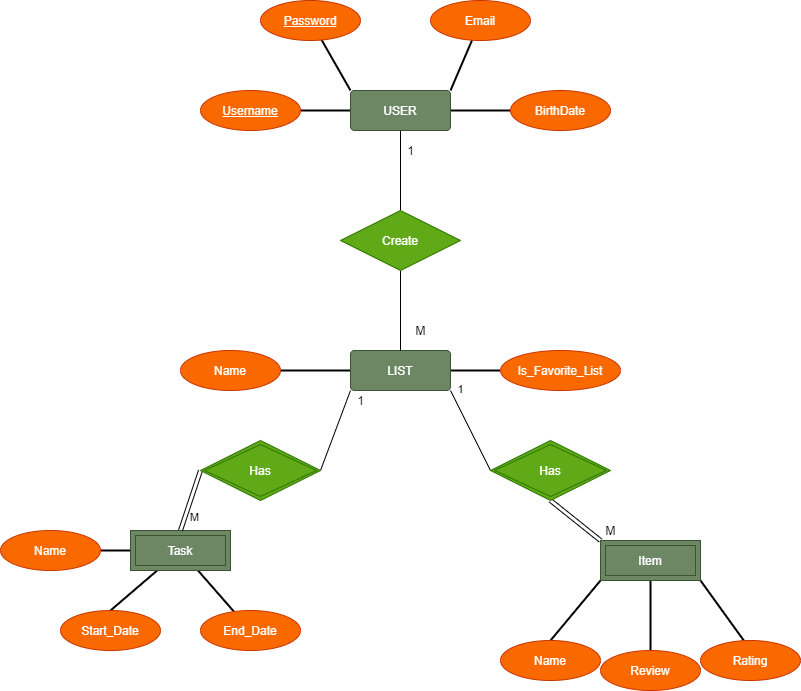 Password
Email
Username
USER
BirthDate
1
Create
M
Name
LIST
Is_Favorite_List
1
1
Has
Has
M
M
Name
Task
Item
Start_Date
End_Date
Name
Review
Rating